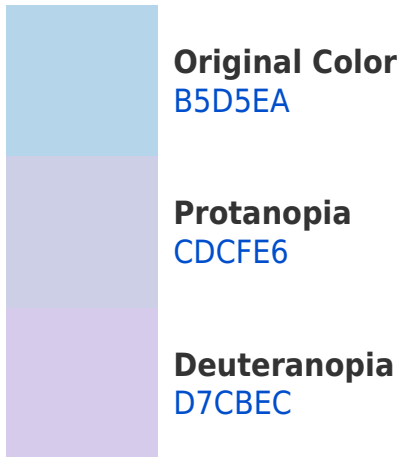 Original Color
B5D5EA
Protanopia
CDCFE6
Deuteranopia
D7CBEC